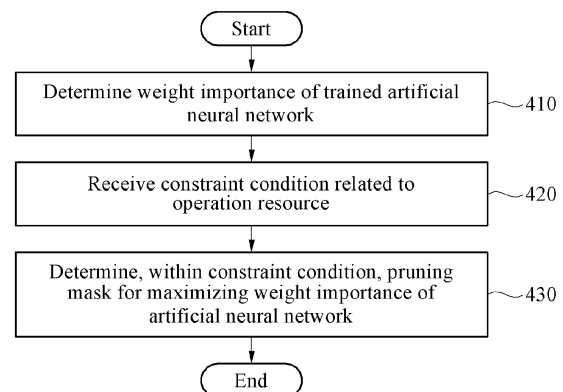 Start
Determine weight importance of trained artificial
neural network
410
Receive constraint condition related to
operation resource
420
Determine, within constraint condition, pruning
mask for maximizing weight importance of
artificial neural network
430
End